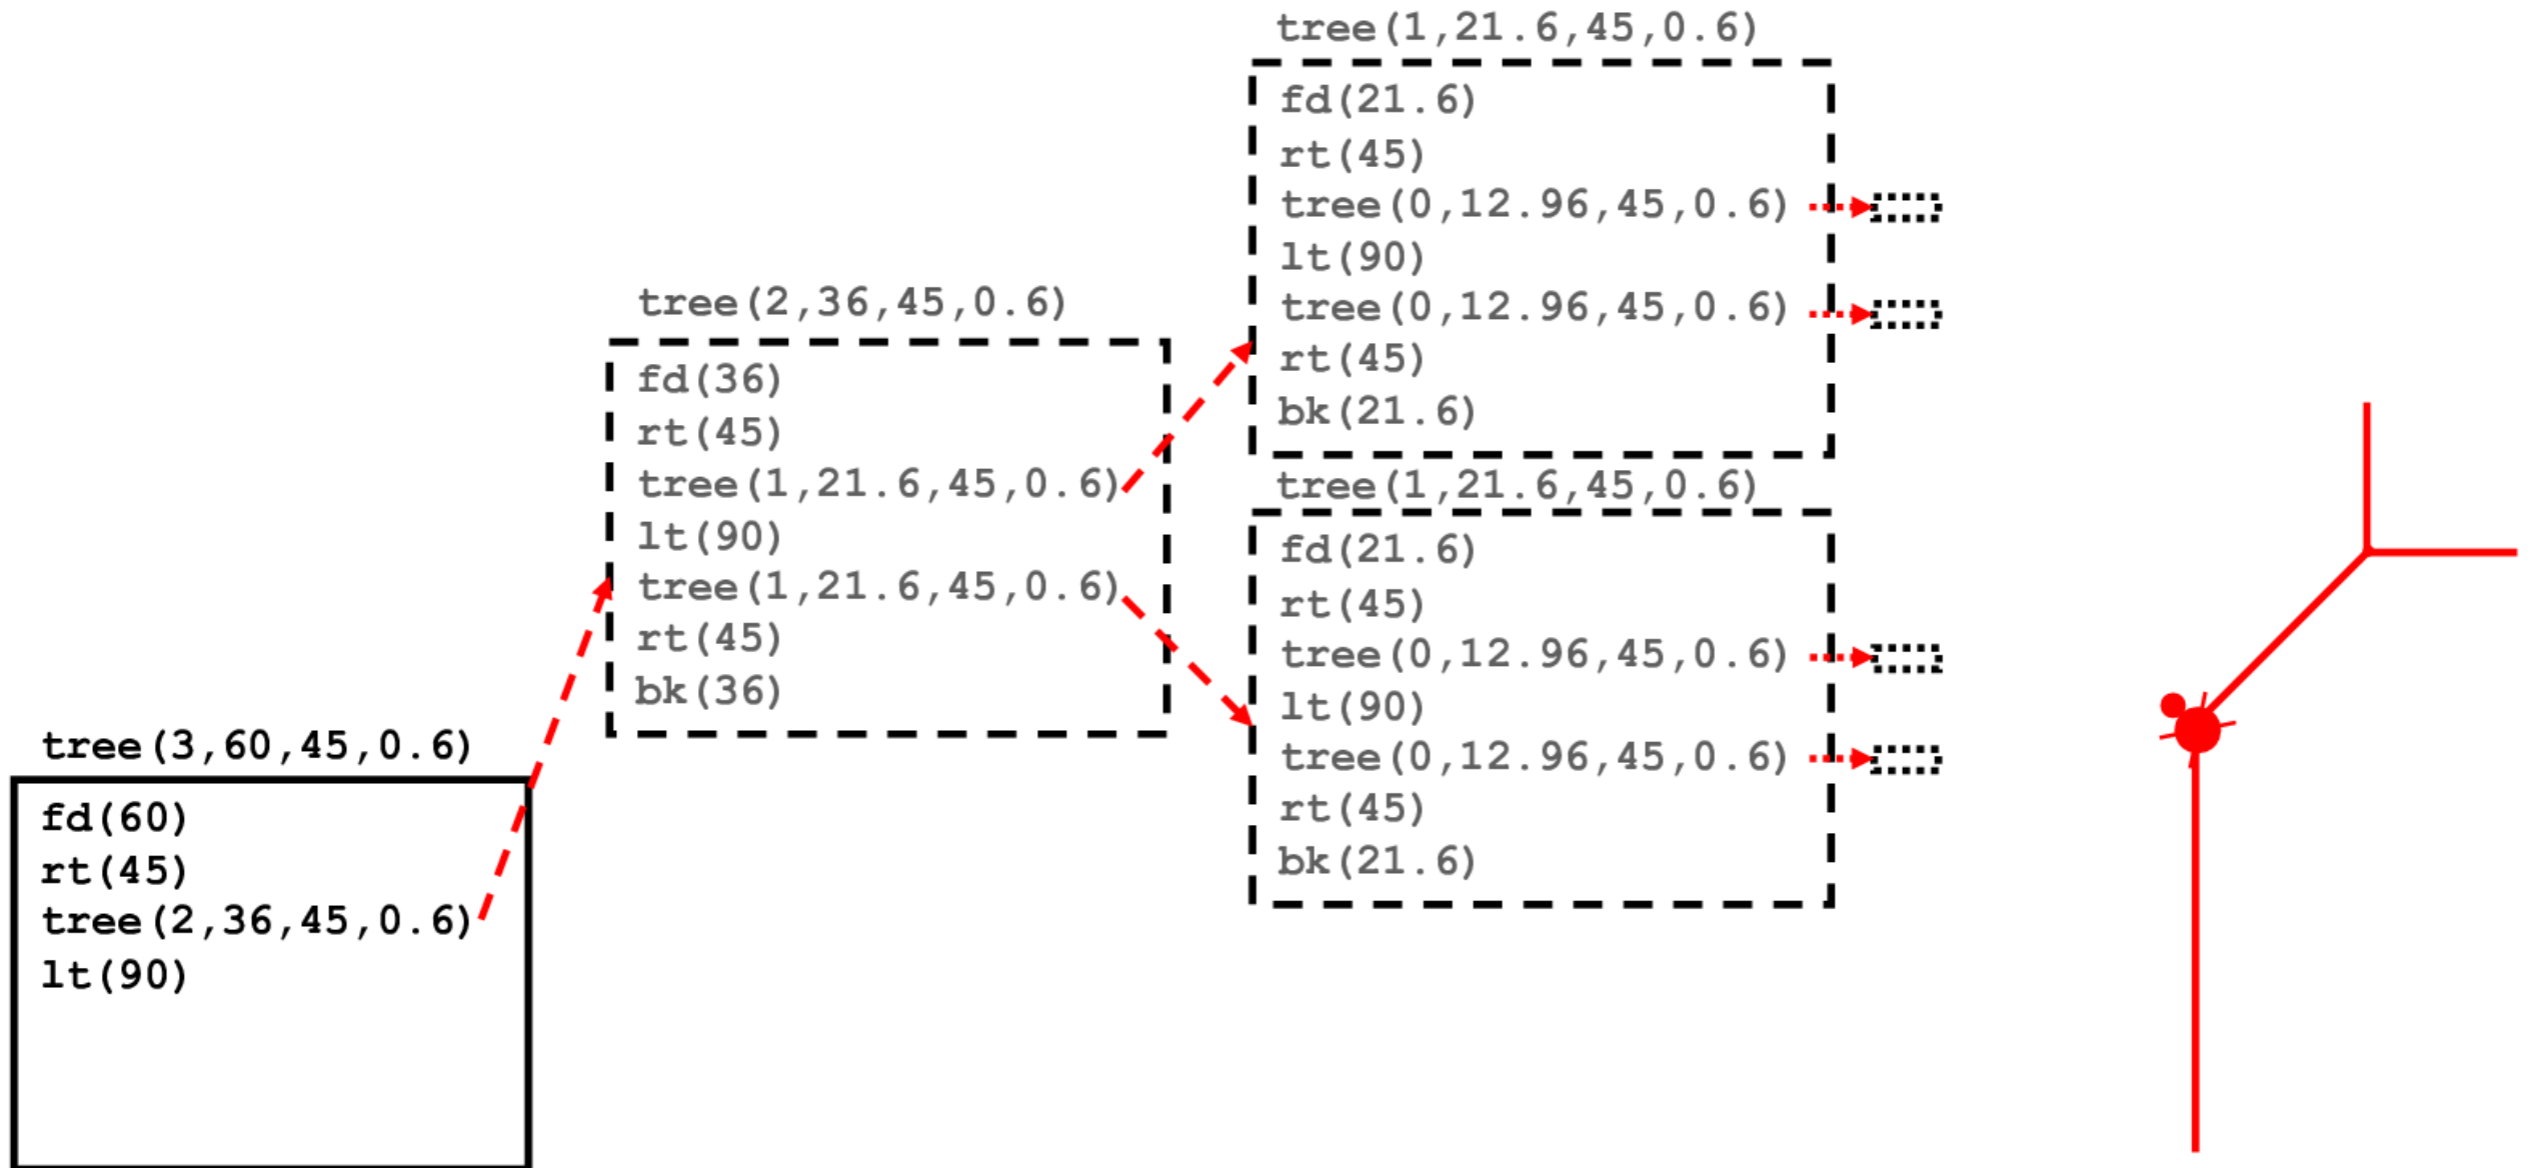 tree(3,60,45,0.6)
fd(60)
rt(45)
tree(2,36,45,0.6)
lt(90)
tree(2,36,45,0.6)
fd(36)
rt(45)
tree(1,21.6,45,0.6)
lt(90)
tree(1,21.6,45,0.6)
rt(45)
bk(36)
tree(1,21.6,45,0.6)
fd(21.6)
rt(45)
tree(0,12.96,45,0.6)
lt(90)
tree(0,12.96,45,0.6)
rt(45)
bk(21.6)
tree(1,21.6,45,0.6)
fd(21.6)
rt(45)
tree(0,12.96,45,0.6)
lt(90)
tree(0,12.96,45,0.6)
rt(45)
bk(21.6)